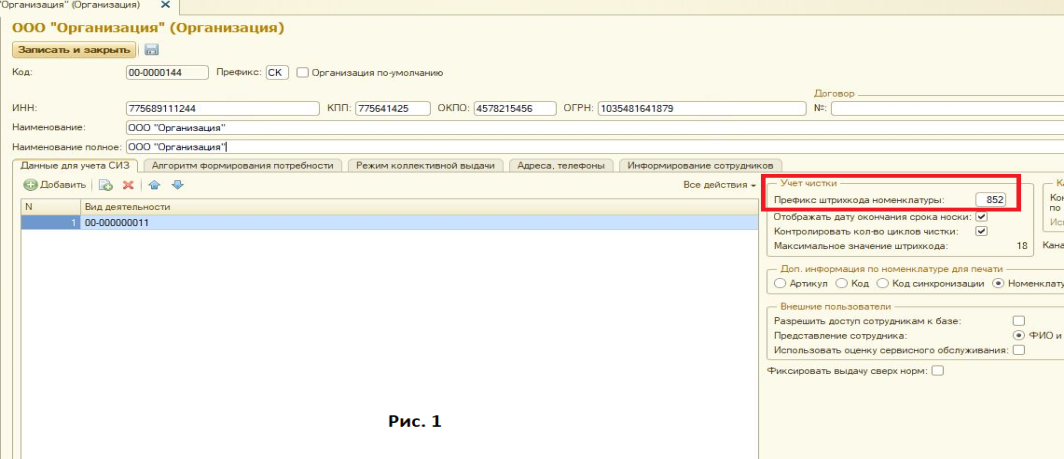 "Организация" (Организация) ×
ООО "Организация" (Организация)
Записать и закрыть
Код: 00-0000144 Префикс: СК Организация по-умолчанию
Договор
ИНН: 775689111244 КПП: 775641425 ОКПО: 4578215456 ОГРН: 1035481641879 №:
Наименование: ООО "Организация"
Наименование полное: ООО "Организация"
Данные для учета СИЗ Алгоритм формирования потребности Режим коллективной выдачи Адреса, телефоны Информирование сотрудников
Добавить Все действия
N Вид деятельности
1 00-000000011
Учет чистки
Префикс штрихкода номенклатуры: 852
Отображать дату окончания срока носки:
Контролировать кол-во циклов чистки:
Максимальное значение штрихкода: 18
по
Доп. информация по номенклатуре для печати
Артикул Код Код синхронизации Номенклату
Внешние пользователи
Разрешить доступ сотрудникам к базе:
Представление сотрудника: ФИО и
Использовать оценку сервисного обслуживания:
Фиксировать выдачу сверх норм:
Рис. 1